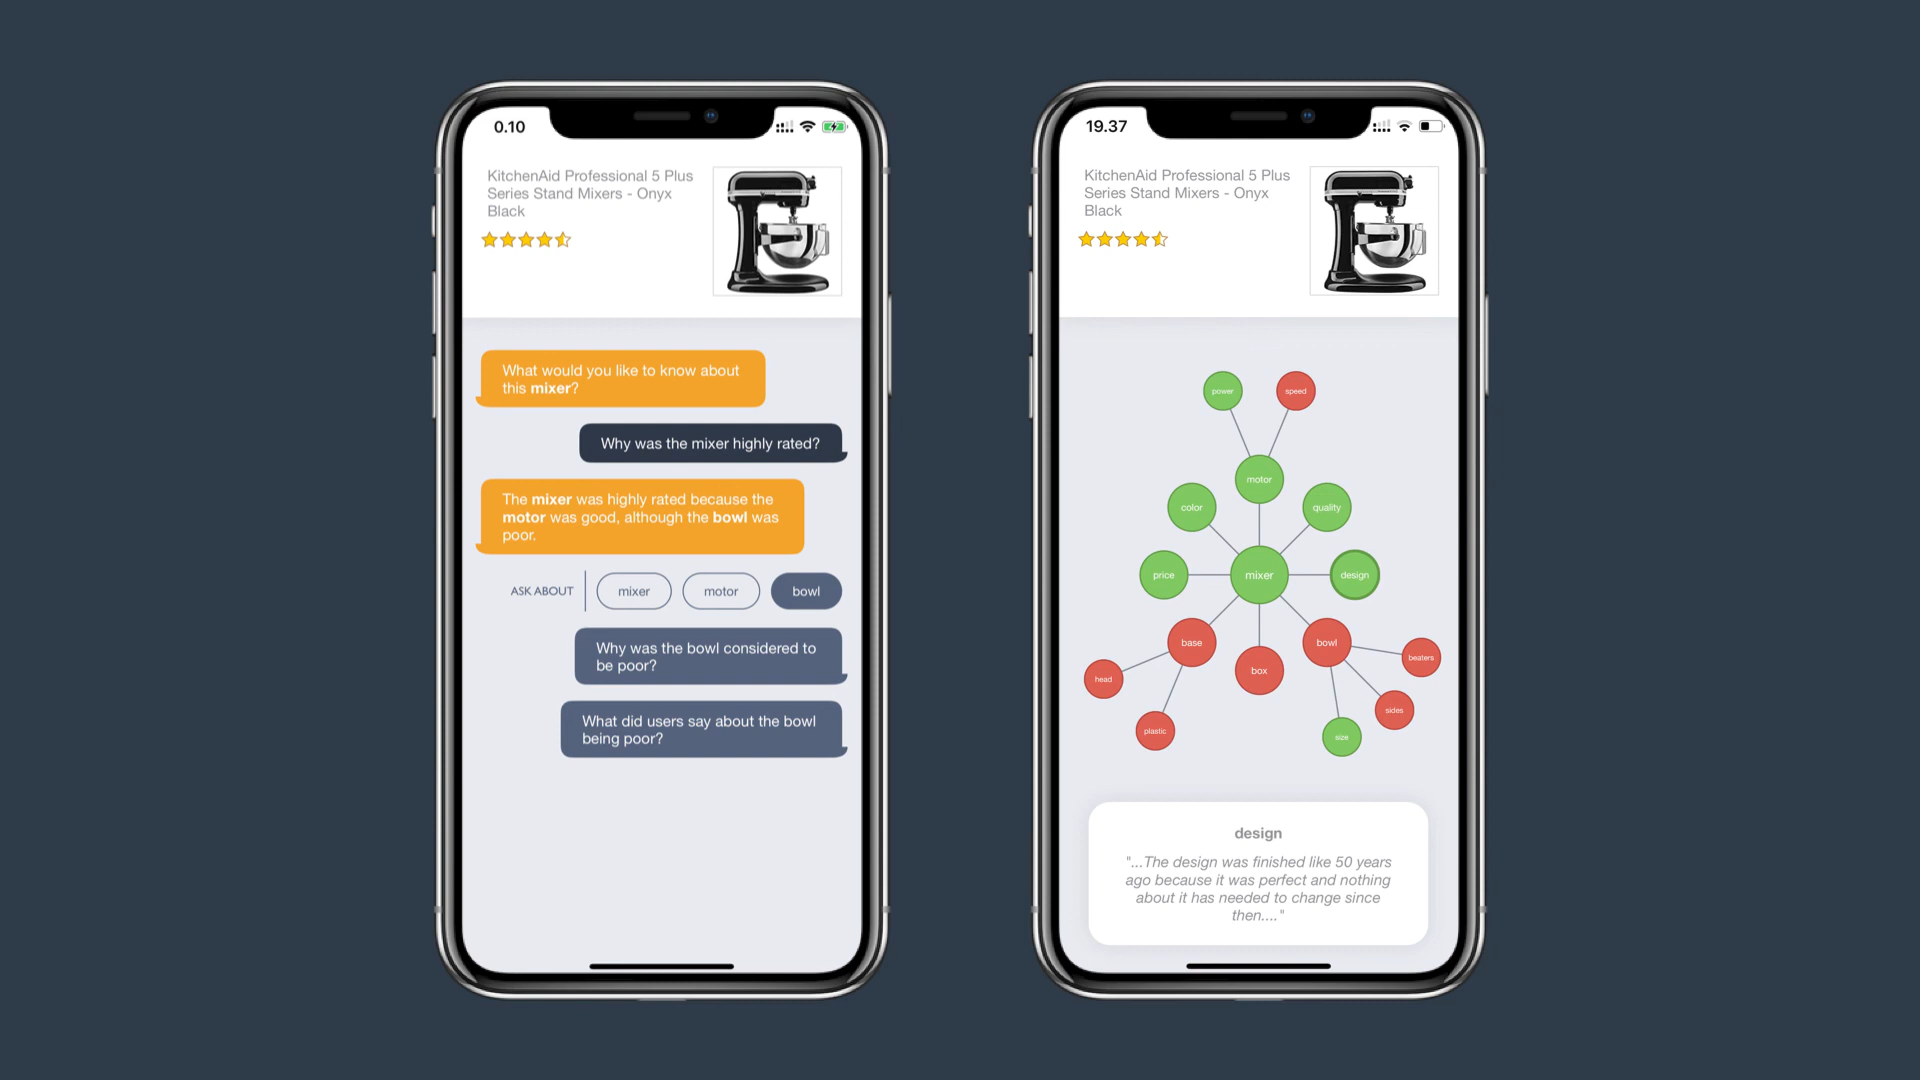 0.10
KitchenAid Professional 5 Plus
Series Stand Mixers - Onyx
Black
What would you like to know about
this mixer?
Why was the mixer highly rated?
The mixer was highly rated because the
motor was good, although the bowl was
poor.
ASK ABOUT mixer motor bowl
Why was the bowl considered to
be poor?
What did users say about the bowl
being poor?
19.37
KitchenAid Professional 5 Plus
Series Stand Mixers - Onyx
Black
power speed
motor
color quality
price mixer design
base bowl
box beaters
head
sides
plastic size
design
"...The design was finished like 50 years
ago because it was perfect and nothing
about it has needed to change since
then...."